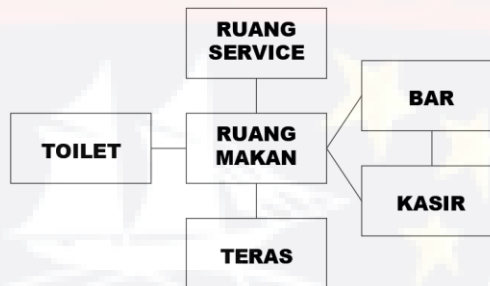 RUANG
SERVICE
BAR
TOILET
RUANG
MAKAN
KASIR
TERAS